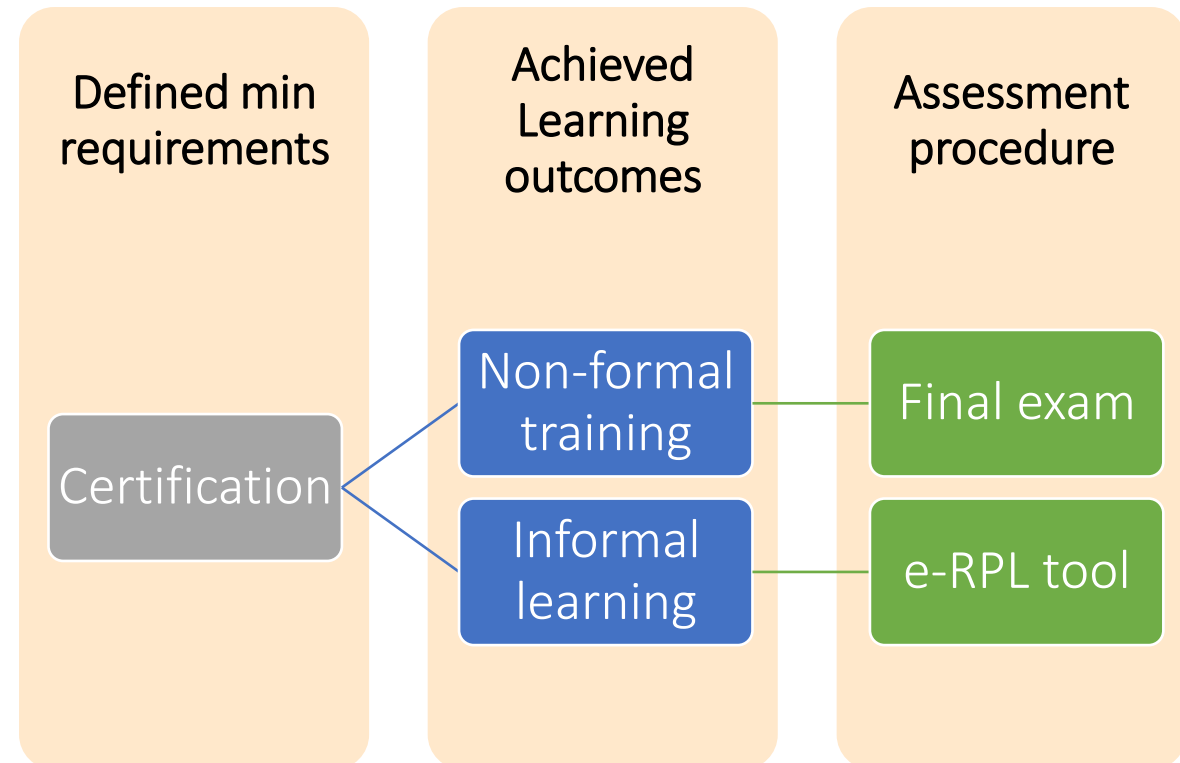 Defined min
requirements
Achieved
Learning
outcomes
Assessment
procedure
Certification
Non-formal
training
Informal
learning
Final exam
e-RPL tool